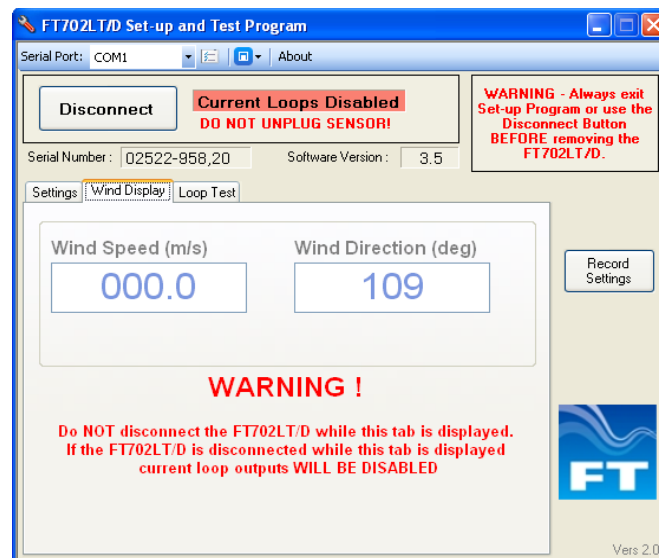 FT702LT/D Set-up and Test Program
Serial Port: COM1 About
Disconnect
Current Loops Disabled
DO NOT UNPLUG SENSOR!
WARNING - Always exit
Set-up Program or use the
Disconnect Button
BEFORE removing the
FT702LT/D.
Serial Number : 02522-958,20 Software Version : 3.5
Settings Wind Display Loop Test
Wind Speed (m/s) Wind Direction (deg)
000.0 109
Record
Settings
WARNING !
Do NOT disconnect the FT702LT/D while this tab is displayed.
If the FT702LT/D is disconnected while this tab is displayed
current loop outputs WILL BE DISABLED
FT
Vers 2.0